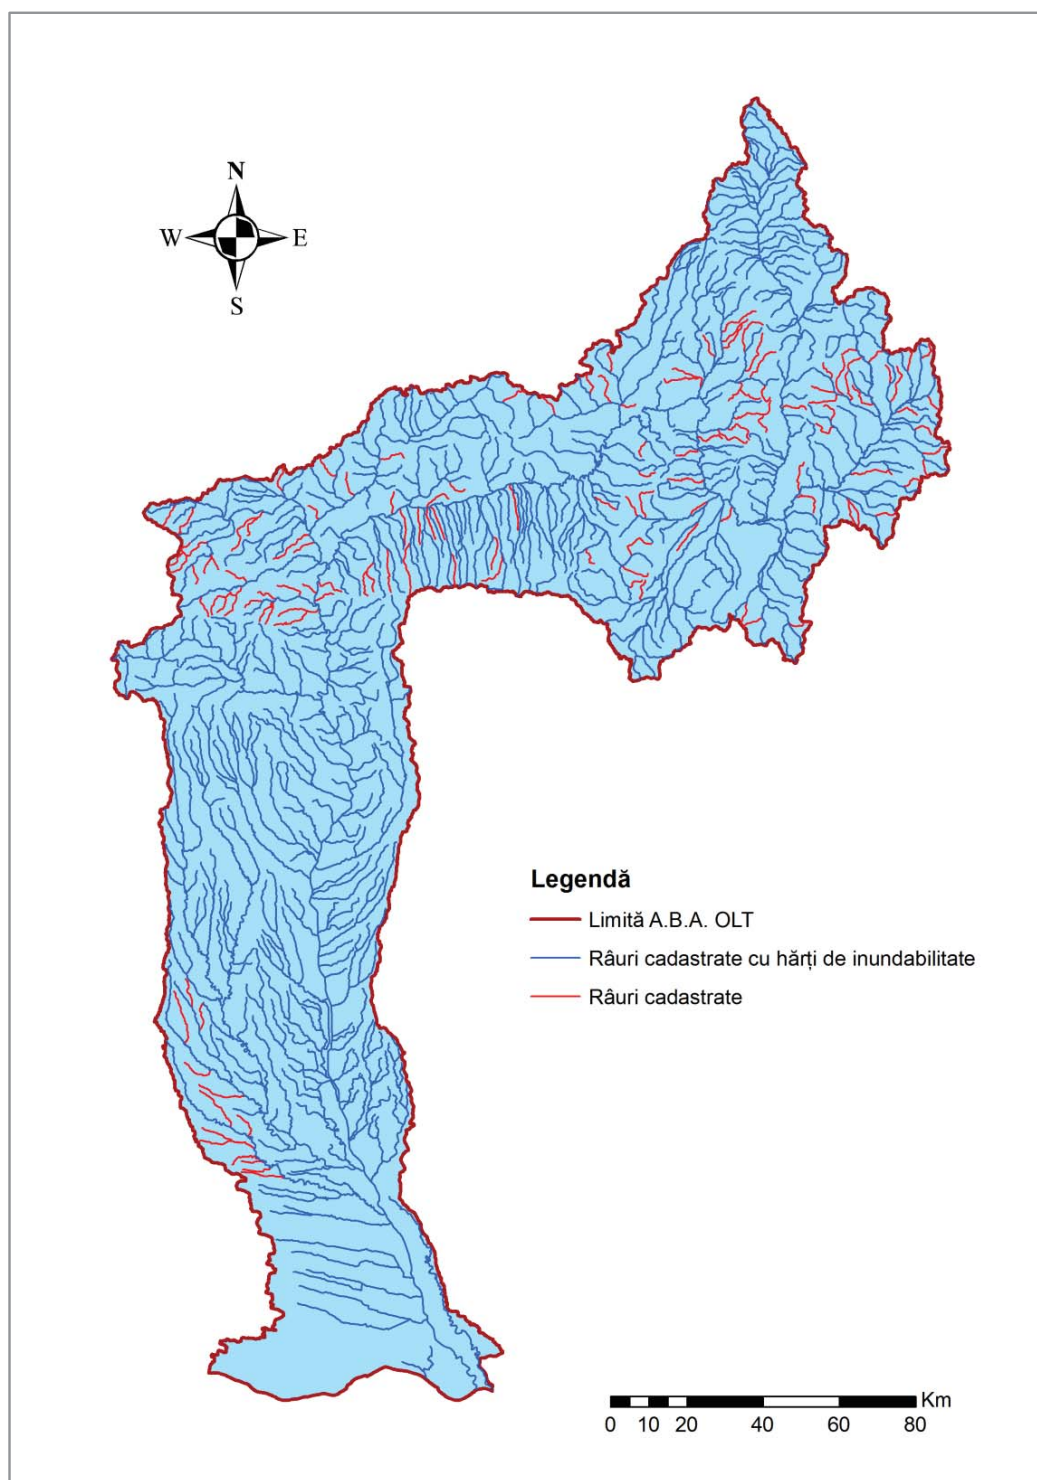 N
W E
S
Legendă
Limită A.B.A. OLT
Râuri cadastrate cu hărți de inundabilitate
Râuri cadastrate
Km
0 10 20 40 60 80